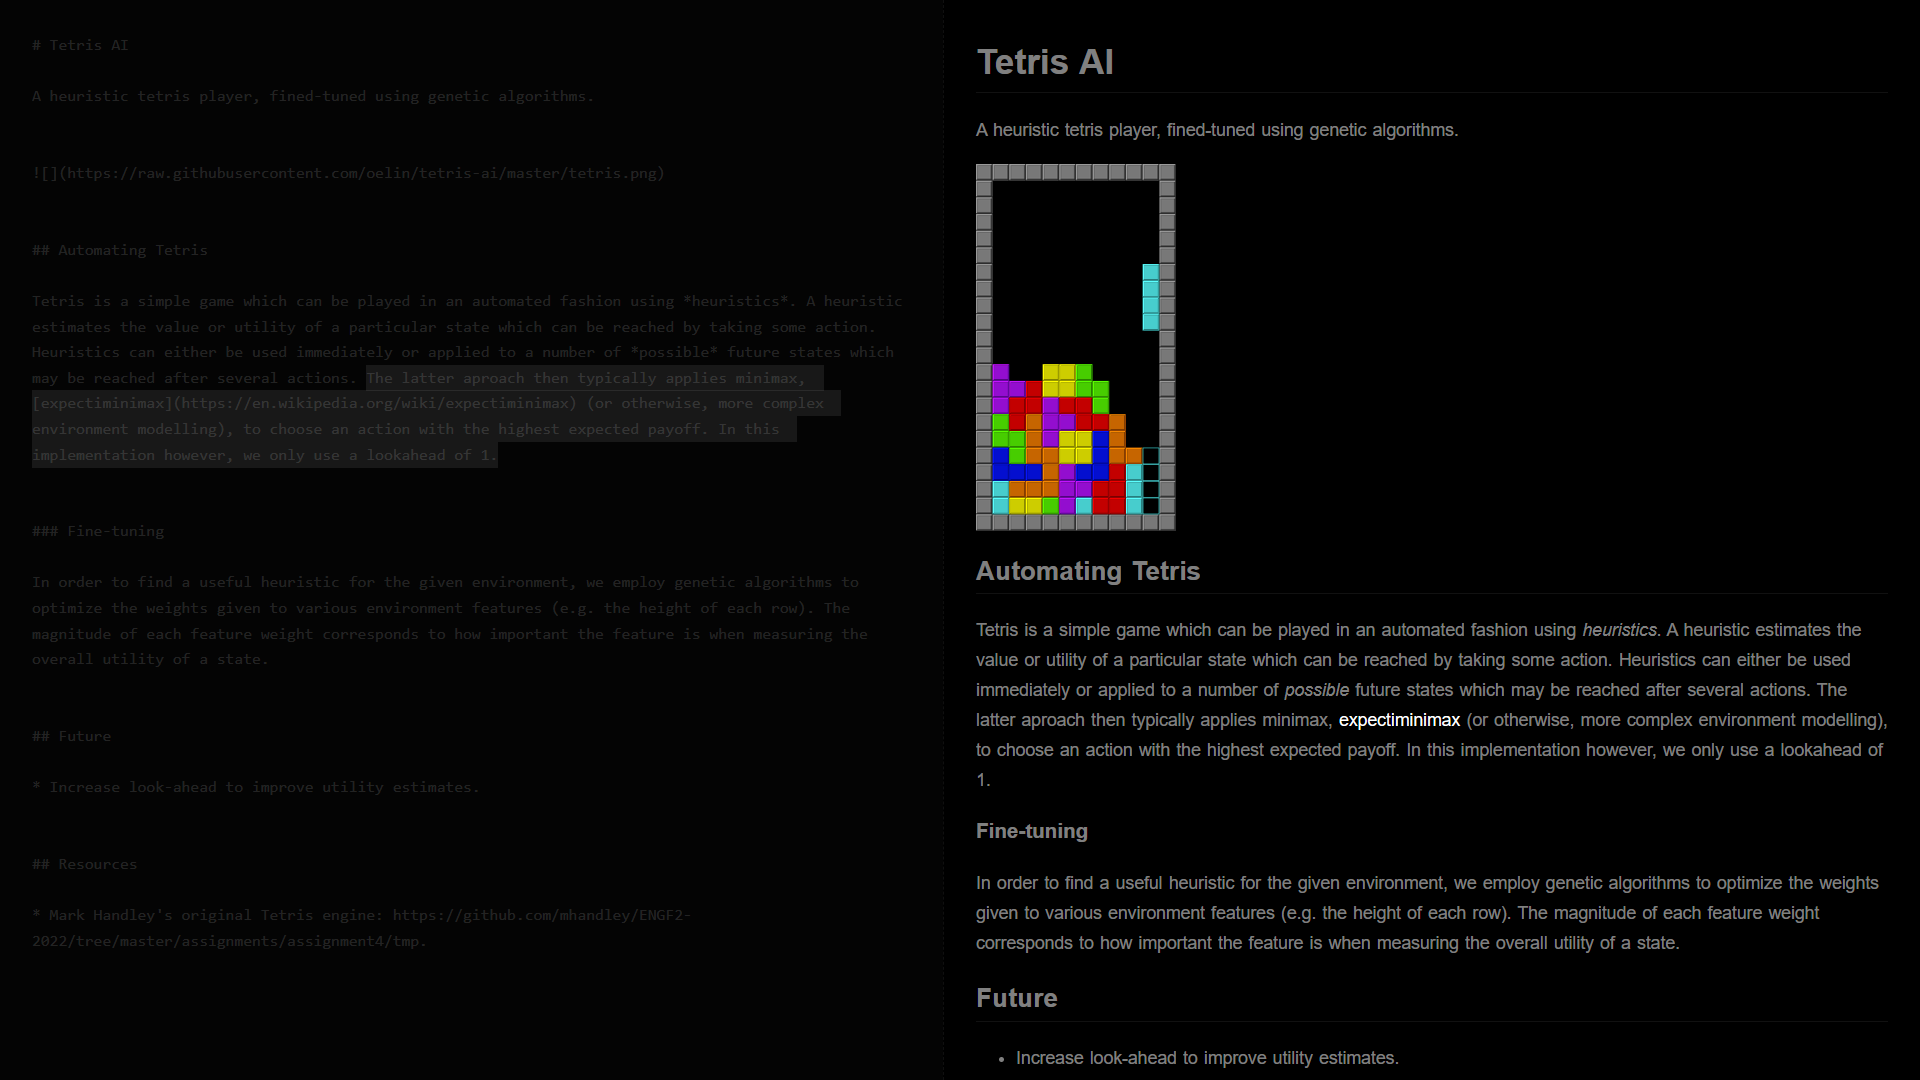 # Tetris AI
A heuristic tetris player, fined-tuned using genetic algorithms.
![](https://raw.githubusercontent.com/oelin/tetris-ai/master/tetris.png)
## Automating Tetris
Tetris is a simple game which can be played in an automated fashion using *heuristics*. A heuristic
estimates the value or utility of a particular state which can be reached by taking some action.
Heuristics can either be used immediately or applied to a number of *possible* future states which
may be reached after several actions. The latter aproach then typically applies minimax,
[expectiminimax](https://en.wikipedia.org/wiki/expectiminimax) (or otherwise, more complex
environment modelling), to choose an action with the highest expected payoff. In this
implementation however, we only use a lookahead of 1.
### Fine-tuning
In order to find a useful heuristic for the given environment, we employ genetic algorithms to
optimize the weights given to various environment features (e.g. the height of each row). The
magnitude of each feature weight corresponds to how important the feature is when measuring the
overall utility of a state.
## Future
* Increase look-ahead to improve utility estimates.
## Resources
* Mark Handley's original Tetris engine: https://github.com/mhandley/ENGF2-
2022/tree/master/assignments/assignment4/tmp.
Tetris AI
A heuristic tetris player, fined-tuned using genetic algorithms.
Automating Tetris
Tetris is a simple game which can be played in an automated fashion using heuristics. A heuristic estimates the
value or utility of a particular state which can be reached by taking some action. Heuristics can either be used
immediately or applied to a number of possible future states which may be reached after several actions. The
latter aproach then typically applies minimax, expectiminimax (or otherwise, more complex environment modelling),
to choose an action with the highest expected payoff. In this implementation however, we only use a lookahead of
1.
Fine-tuning
In order to find a useful heuristic for the given environment, we employ genetic algorithms to optimize the weights
given to various environment features (e.g. the height of each row). The magnitude of each feature weight
corresponds to how important the feature is when measuring the overall utility of a state.
Future
• Increase look-ahead to improve utility estimates.